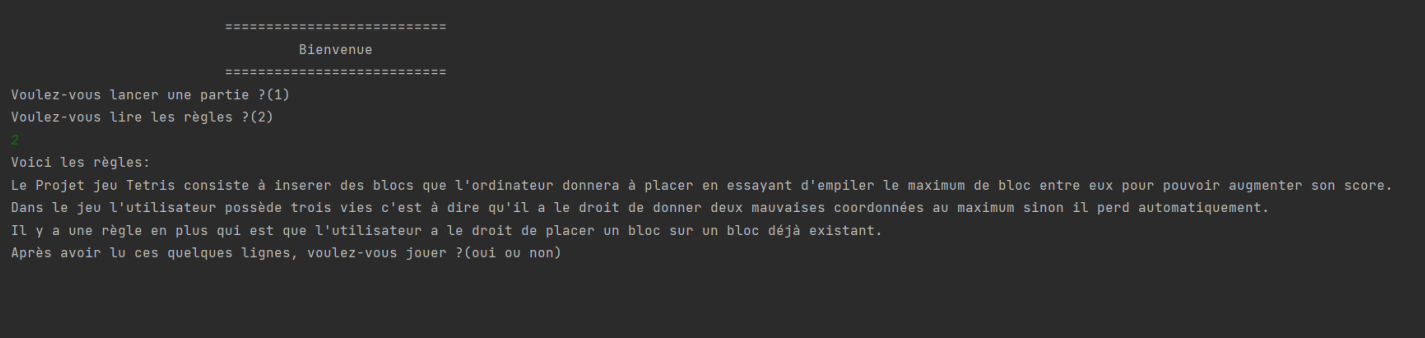 ===========================
Bienvenue
===========================
Voulez-vous lancer une partie ?(1)
Voulez-vous lire les règles ?(2)
2
Voici les règles:
Le Projet jeu Tetris consiste à inserer des blocs que l'ordinateur donnera à placer en essayant d'empiler le maximum de bloc entre eux pour pouvoir augmenter son score.
Dans le jeu l'utilisateur possède trois vies c'est à dire qu'il a le droit de donner deux mauvaises coordonnées au maximum sinon il perd automatiquement.
Il y a une règle en plus qui est que l'utilisateur a le droit de placer un bloc sur un bloc déjà existant.
Après avoir lu ces quelques lignes, voulez-vous jouer ?(oui ou non)